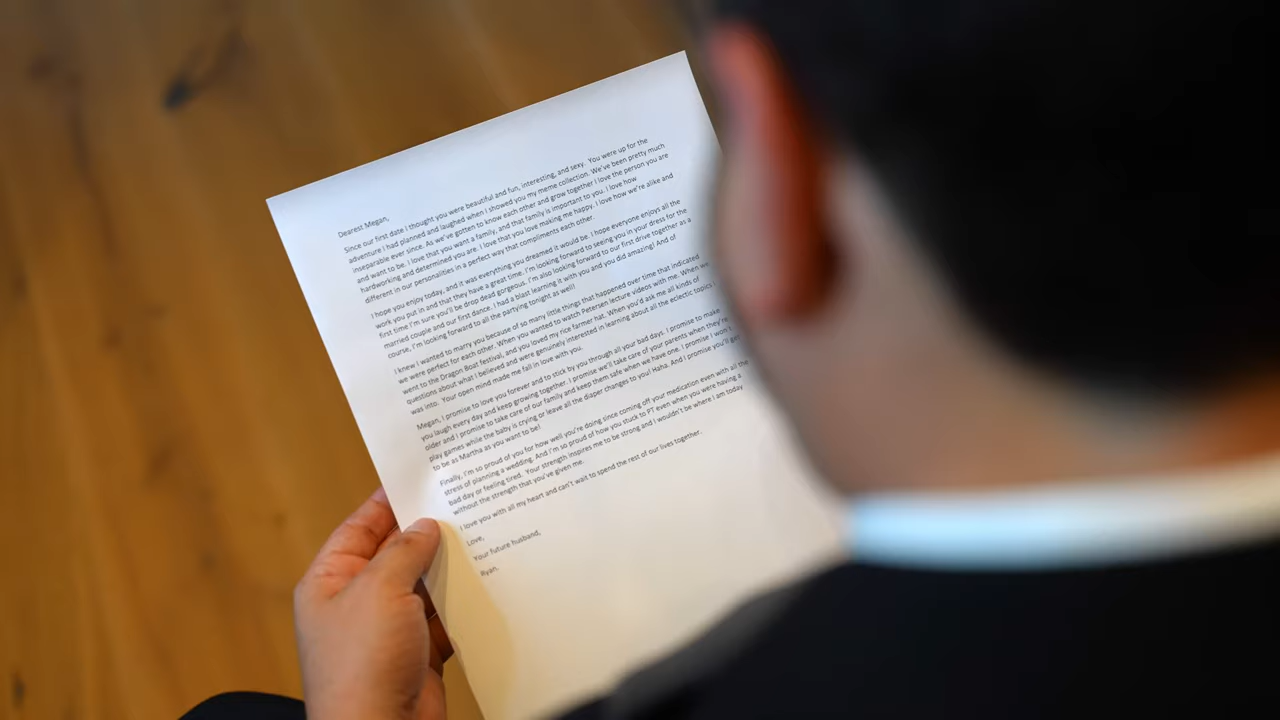 Dearest Megan,
Since our first date I thought you were beautiful and fun, interesting, and sexy. You were up for the
adventure I had planned and laughed when I showed you my meme collection. We've been pretty much
inseparable ever since. As we've gotten to know each other and grow together I love the person you are
and want to be. I love that you want a family, and that family is important to you. I love how
hardworking and determined you are. I love that you love making me happy. I love how we're alike and
different in our personalities in a perfect way that compliments each other.
I hope you enjoy today, and it was everything you dreamed it would be. I hope everyone enjoys all the
work you put in and that they have a great time. I'm looking forward to seeing you in your dress for the
first time I'm sure you'll be drop dead gorgeous. I'm also looking forward to our first drive together as a
married couple and our first dance. I had a blast learning it with you and you did amazing! And of
course, I'm looking forward to all the partying tonight as well!
I knew I wanted to marry you because of so many little things that happened over time that indicated
we were perfect for each other. When you wanted to watch Petersen lecture videos with me. When we
went to the Dragon Boat festival, and you loved my rice farmer hat. When you'd ask me all kinds of
questions about what I believed and were genuinely interested in learning about all the eclectic topics I
was into. Your open mind made me fall in love with you.
Megan, I promise to love you forever and to stick by you through all your bad days. I promise to make
you laugh every day and keep growing together. I promise we'll take care of your parents when they're
older and I promise to take care of our family and keep them safe when we have one. I promise I won't
play games while the baby is crying or leave all the diaper changes to you! Haha. And I promise you'll get
to be as Martha as you want to be!
Finally, I'm so proud of you for how well you're doing since coming off your medication even with all the
stress of planning a wedding. And I'm so proud of how you stuck to PT even when you were having a
bad day or feeling tired. Your strength inspires me to be strong and I wouldn't be where I am today
without the strength that you've given me.
I love you with all my heart and can't wait to spend the rest of our lives together.
Love,
Your future husband,
Ryan.